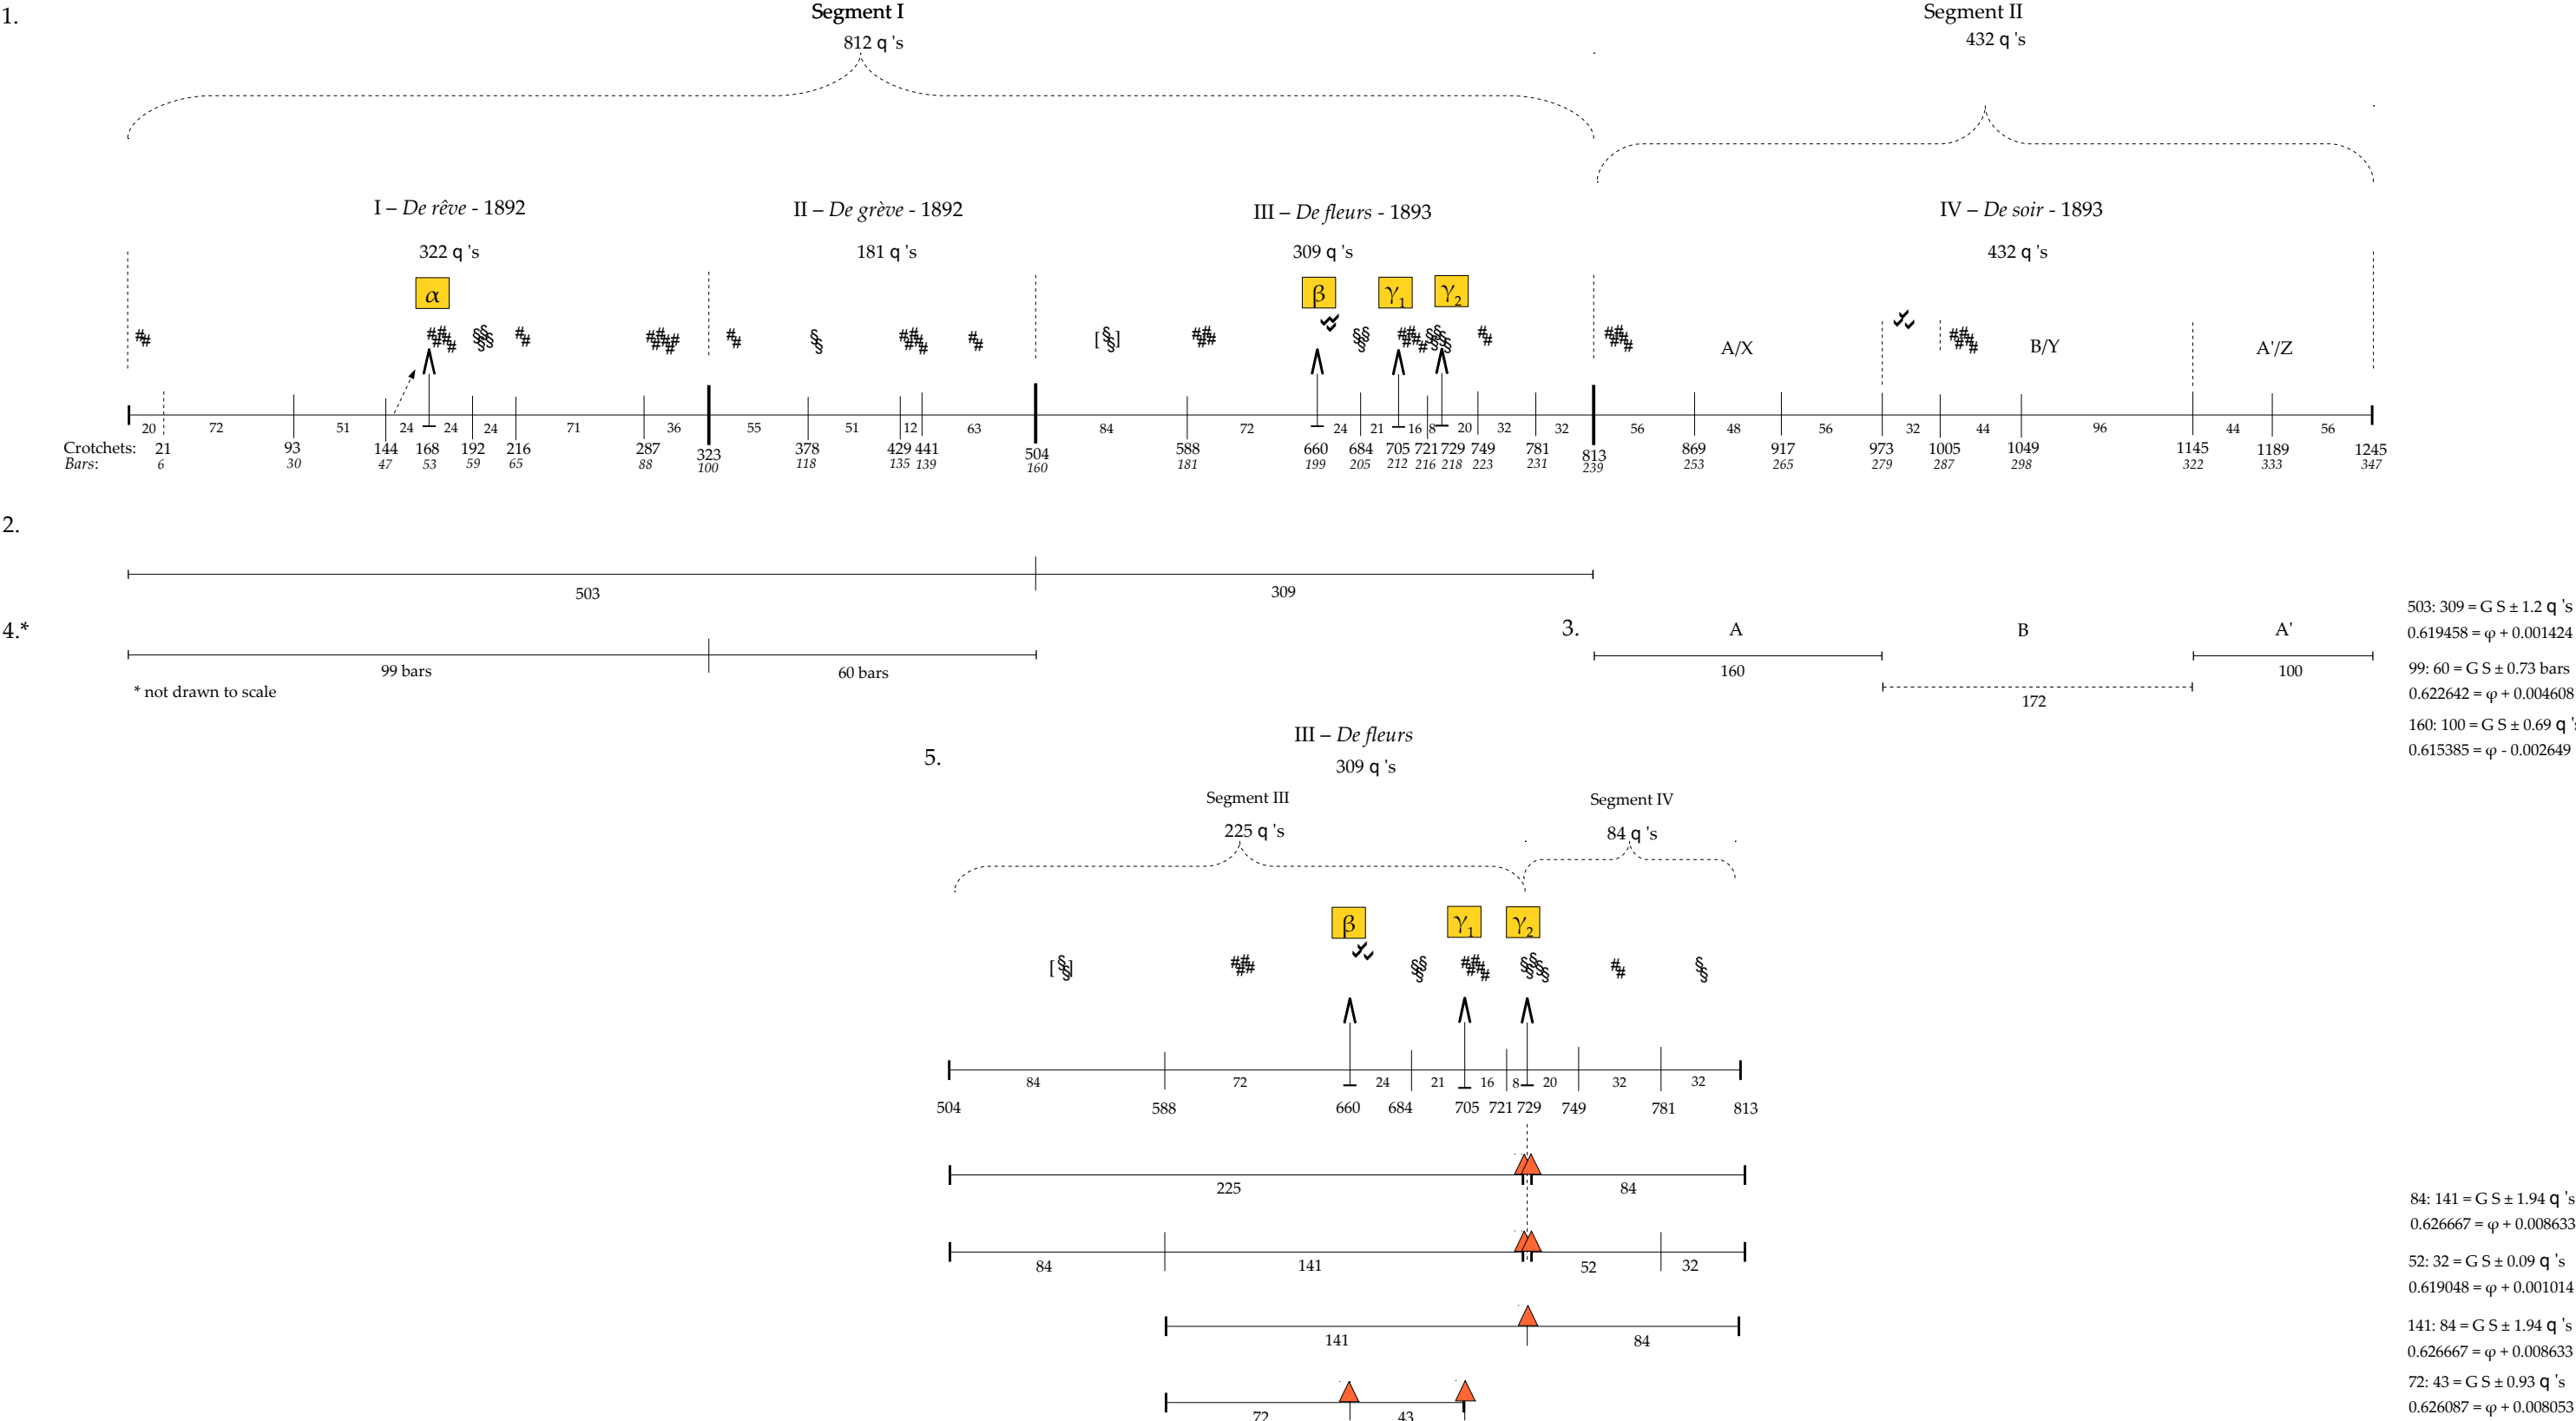 1.
Segment I
Segment II
812 q 's
432 q 's
I – De rêve - 1892
II – De grève - 1892
III – De fleurs - 1893
IV – De soir - 1893
322 q 's
181 q 's
309 q 's
432 q 's
α
β
γ1
γ2
[§§]
A/X
B/Y
A'/Z
20 72 51 24 24 24 71 36 55 51 12 63 84 72 24 21 16 8 20 32 32 56 48 56 32 44 96 44 56
Crotchets: 21 93 144 168 192 216 287 323 378 429 441 504 588 660 684 705 721 729 749 781 813 869 917 973 1005 1049 1145 1189 1245
Bars: 6 30 47 53 59 65 88 100 118 135 139 160 181 199 205 212 216 218 223 231 239 253 265 279 287 298 322 333 347
2.
503 309
503: 309 = G S ± 1.2 q 's
0.619458 = φ + 0.001424
4.*
99 bars 60 bars
* not drawn to scale
3.
A B A'
160 172 100
99: 60 = G S ± 0.73 bars
0.622642 = φ + 0.004608
160: 100 = G S ± 0.69 q 's
0.615385 = φ - 0.002649
5.
III – De fleurs
309 q 's
Segment III
Segment IV
225 q 's
84 q 's
β
γ1
γ2
[§§]
84 72 24 21 16 8 20 32 32
504 588 660 684 705 721 729 749 781 813
225 84
84: 141 = G S ± 1.94 q 's
0.626667 = φ + 0.008633
84 141 52 32
52: 32 = G S ± 0.09 q 's
0.619048 = φ + 0.001014
141 84
141: 84 = G S ± 1.94 q 's
0.626667 = φ + 0.008633
72 43
72: 43 = G S ± 0.93 q 's
0.626087 = φ + 0.008053